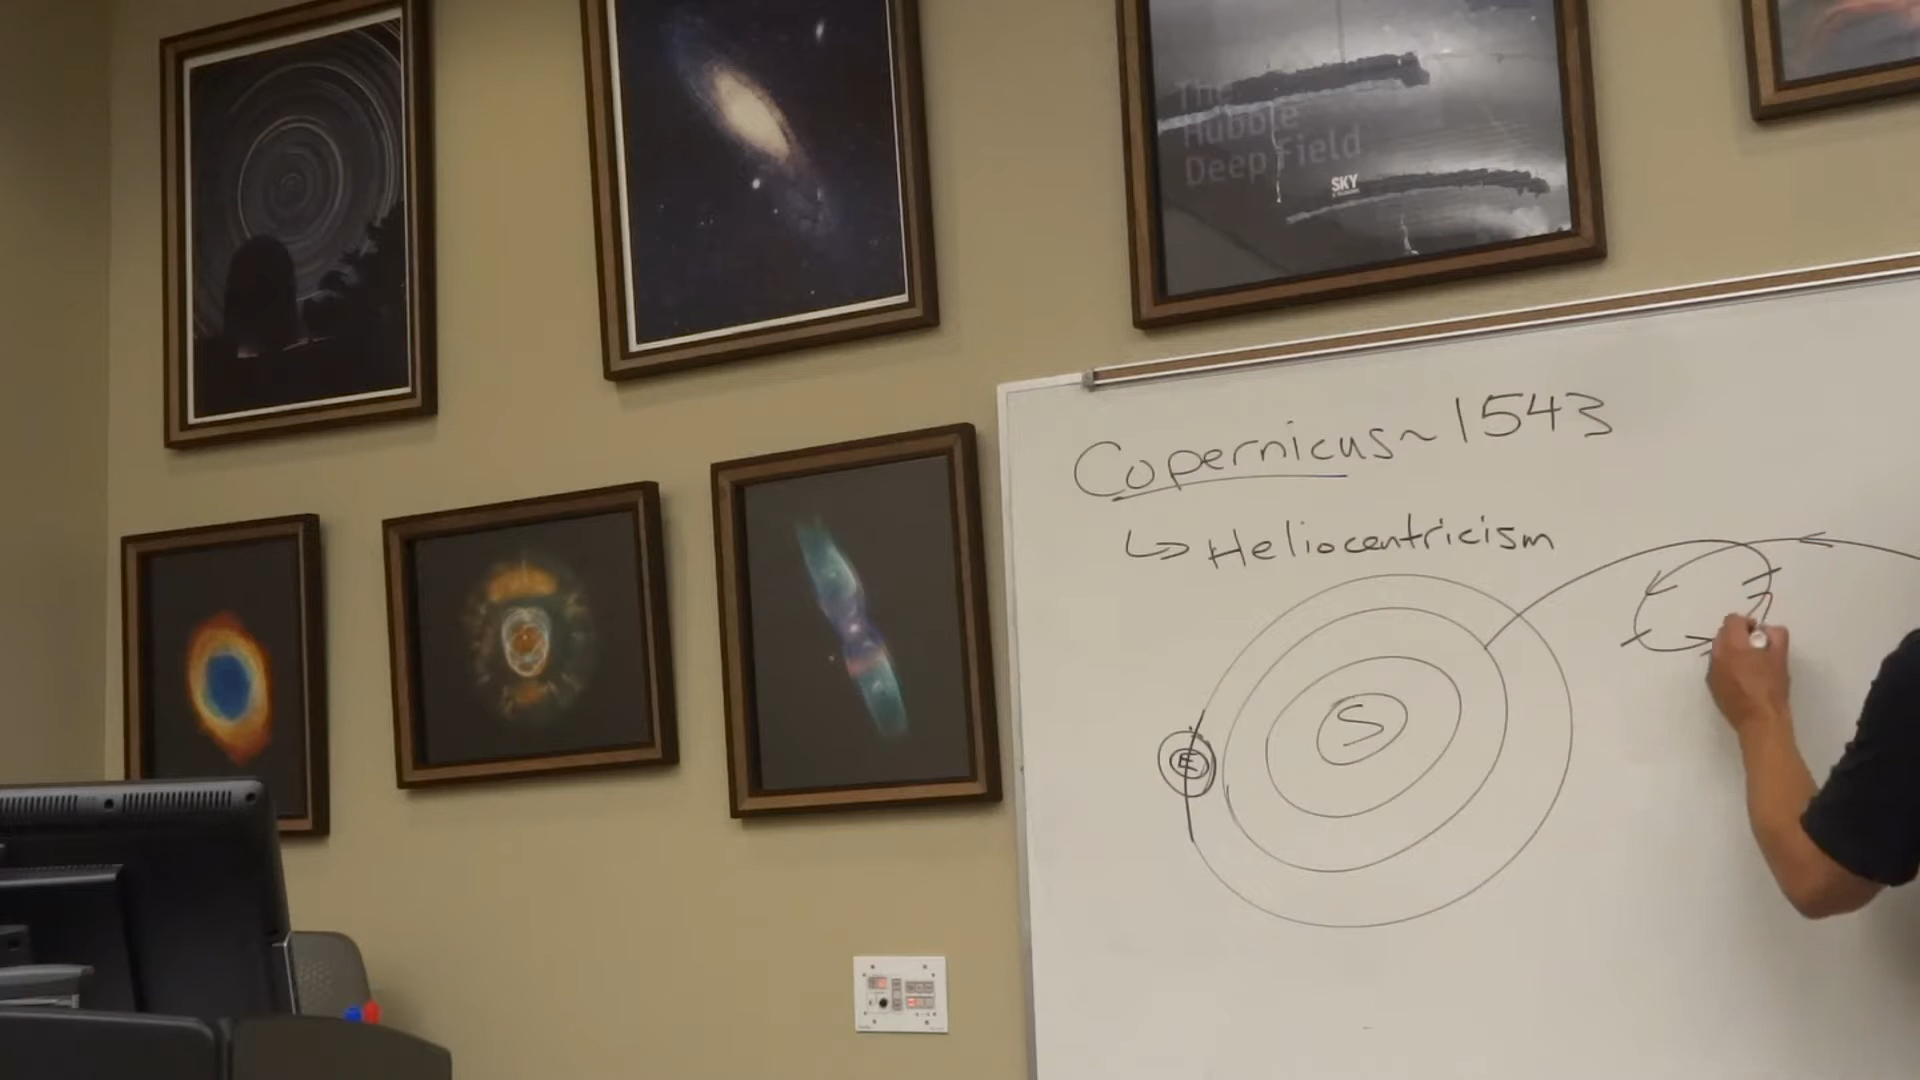 The
Hubble
Deep Field
SKY
Copernicus ~ 1543
↳ Heliocentricism
S
E